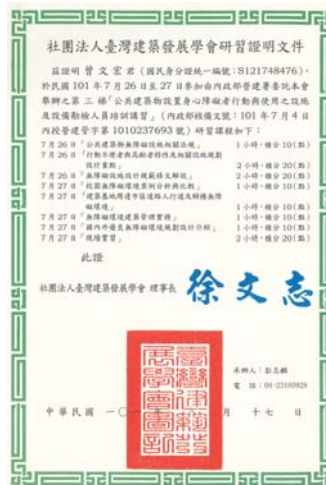 社團法人臺灣建築發展學會研習證明文件
茲證明 曾文宏 君(國民身分證統一編號:S121748476),
於民國 101 年 7 月 26 日至 27 日參加由內政部營建署委託本會
舉辦之第三梯「公共建築物設置身心障礙者行動與使用之設施
及設備勘檢人員培訓講習」(內政部核備文號:101 年 7 月 4 日
內授營建管字第 1010237693 號)研習課程如下:
7 月 26 日「公共建築物無障礙設施相關法規」 1 小時,積分 10(點)
7 月 26 日「行動不便者與高齡者特性及相關設施規劃
設計重點」 2 小時,積分 20(點)
7 月 26 日「無障礙設施設計規範條文解說」 2 小時,積分 20(點)
7 月 27 日「校園無障礙環境案例分析與比較」 1 小時,積分 10(點)
7 月 27 日「建築基地周邊市區道路人行道及騎樓無障
礙環境」 1 小時,積分 10(點)
7 月 27 日「無障礙環境建築管理實務」 1 小時,積分 10(點)
7 月 27 日「國內外優良無障礙環境規劃設計介紹」 1 小時,積分 10(點)
7 月 27 日「現場實習」 2 小時,積分 20(點)
此證
社團法人臺灣建築發展學會 理事長 徐文志
承辦人:彭志麟
電 話:04-23160928
中 華 民 國 一〇一 月 十 七 日